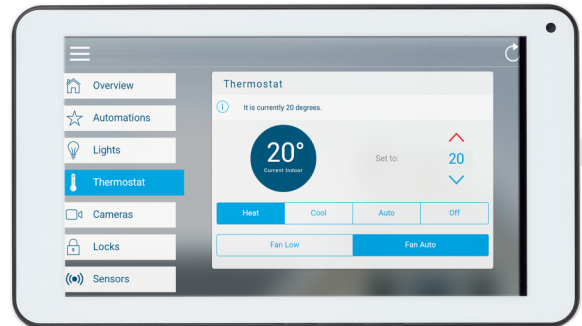 Overview
Automations
Lights
Thermostat
Cameras
Locks
Sensors
Thermostat
i It is currently 20 degrees.
20°
Current Indoor
Set to:
20
Heat Cool Auto Off
Fan Low Fan Auto